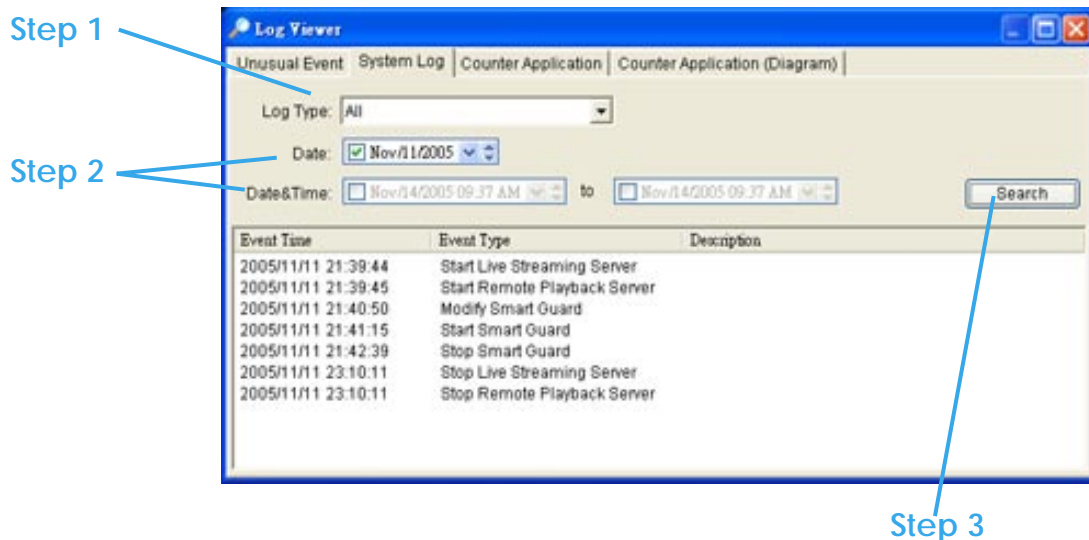 Step 1
Log Viewer
Unusual Event System Log Counter Application Counter Application (Diagram)
Log Type: All
Step 2
Date: Nov/11/2005
Date&Time: Nov/14/2005 09:37 AM to Nov/14/2005 09:37 AM Search
Event Time Event Type Description
2005/11/11 21:39:44 Start Live Streaming Server
2005/11/11 21:39:45 Start Remote Playback Server
2005/11/11 21:40:50 Modify Smart Guard
2005/11/11 21:41:15 Start Smart Guard
2005/11/11 21:42:39 Stop Smart Guard
2005/11/11 23:10:11 Stop Live Streaming Server
2005/11/11 23:10:11 Stop Remote Playback Server
Step 3